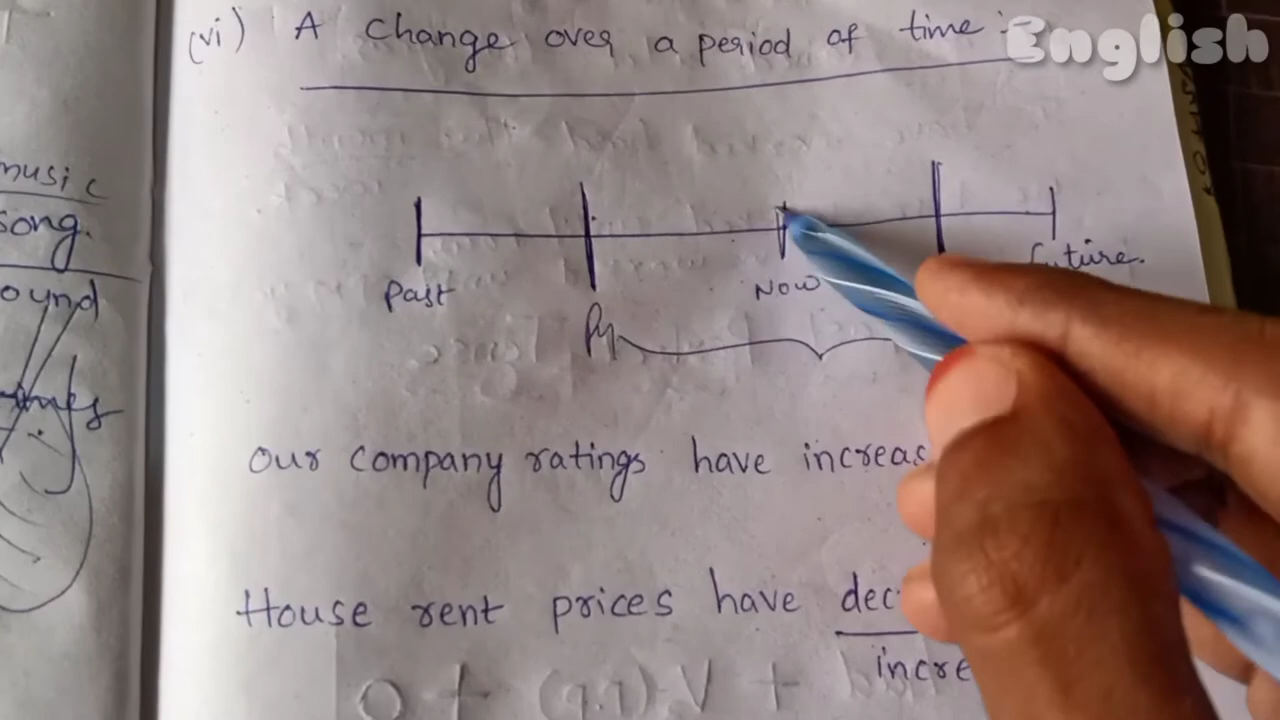 (vi) A change over a period of time :-
English
music
song.
ound
Past
Now
future.
our company ratings have increas
House rent prices have dec
incre